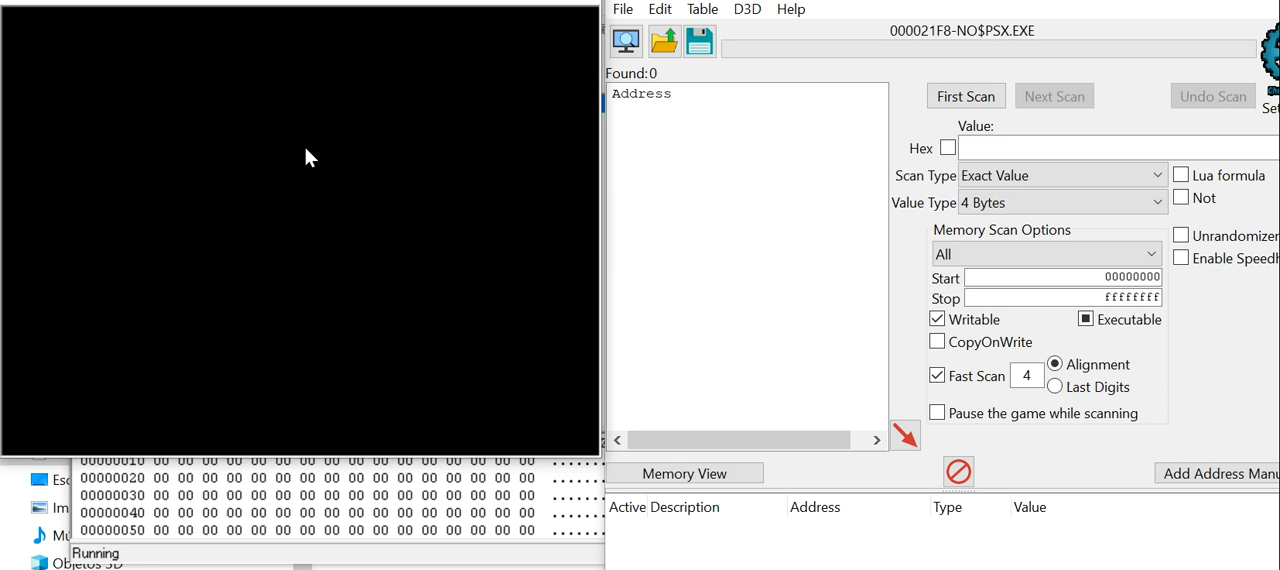 File Edit Table D3D Help
000021F8-NO$PSX.EXE
Found:0
Address
First Scan Next Scan Undo Scan
Value:
Hex
Scan Type Exact Value Lua formula
Value Type 4 Bytes Not
Memory Scan Options
All Unrandomizer
Start 00000000 Enable Speedh
Stop ffffffff
Writable Executable
CopyOnWrite
Fast Scan 4 Alignment
Last Digits
Pause the game while scanning
Memory View Add Address Manu
Active Description Address Type Value
00000010 00 00 00 00 00 00 00 00 00 00 00 00 00 00 00 00 .......
00000020 00 00 00 00 00 00 00 00 00 00 00 00 00 00 00 00 .......
00000030 00 00 00 00 00 00 00 00 00 00 00 00 00 00 00 00 .......
00000040 00 00 00 00 00 00 00 00 00 00 00 00 00 00 00 00 .......
00000050 00 00 00 00 00 00 00 00 00 00 00 00 00 00 00 00 .......
Running
Esc
Im
Mú
Objetos 3D